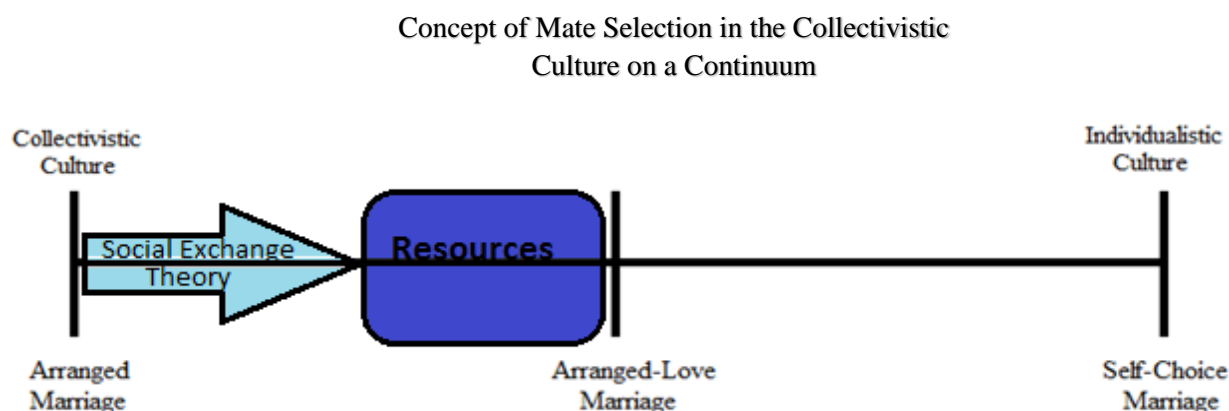 Concept of Mate Selection in the Collectivistic
Culture on a Continuum
Collectivistic
Culture
Individualistic
Culture
Social Exchange
Theory
Resources
Arranged
Marriage
Arranged-Love
Marriage
Self-Choice
Marriage